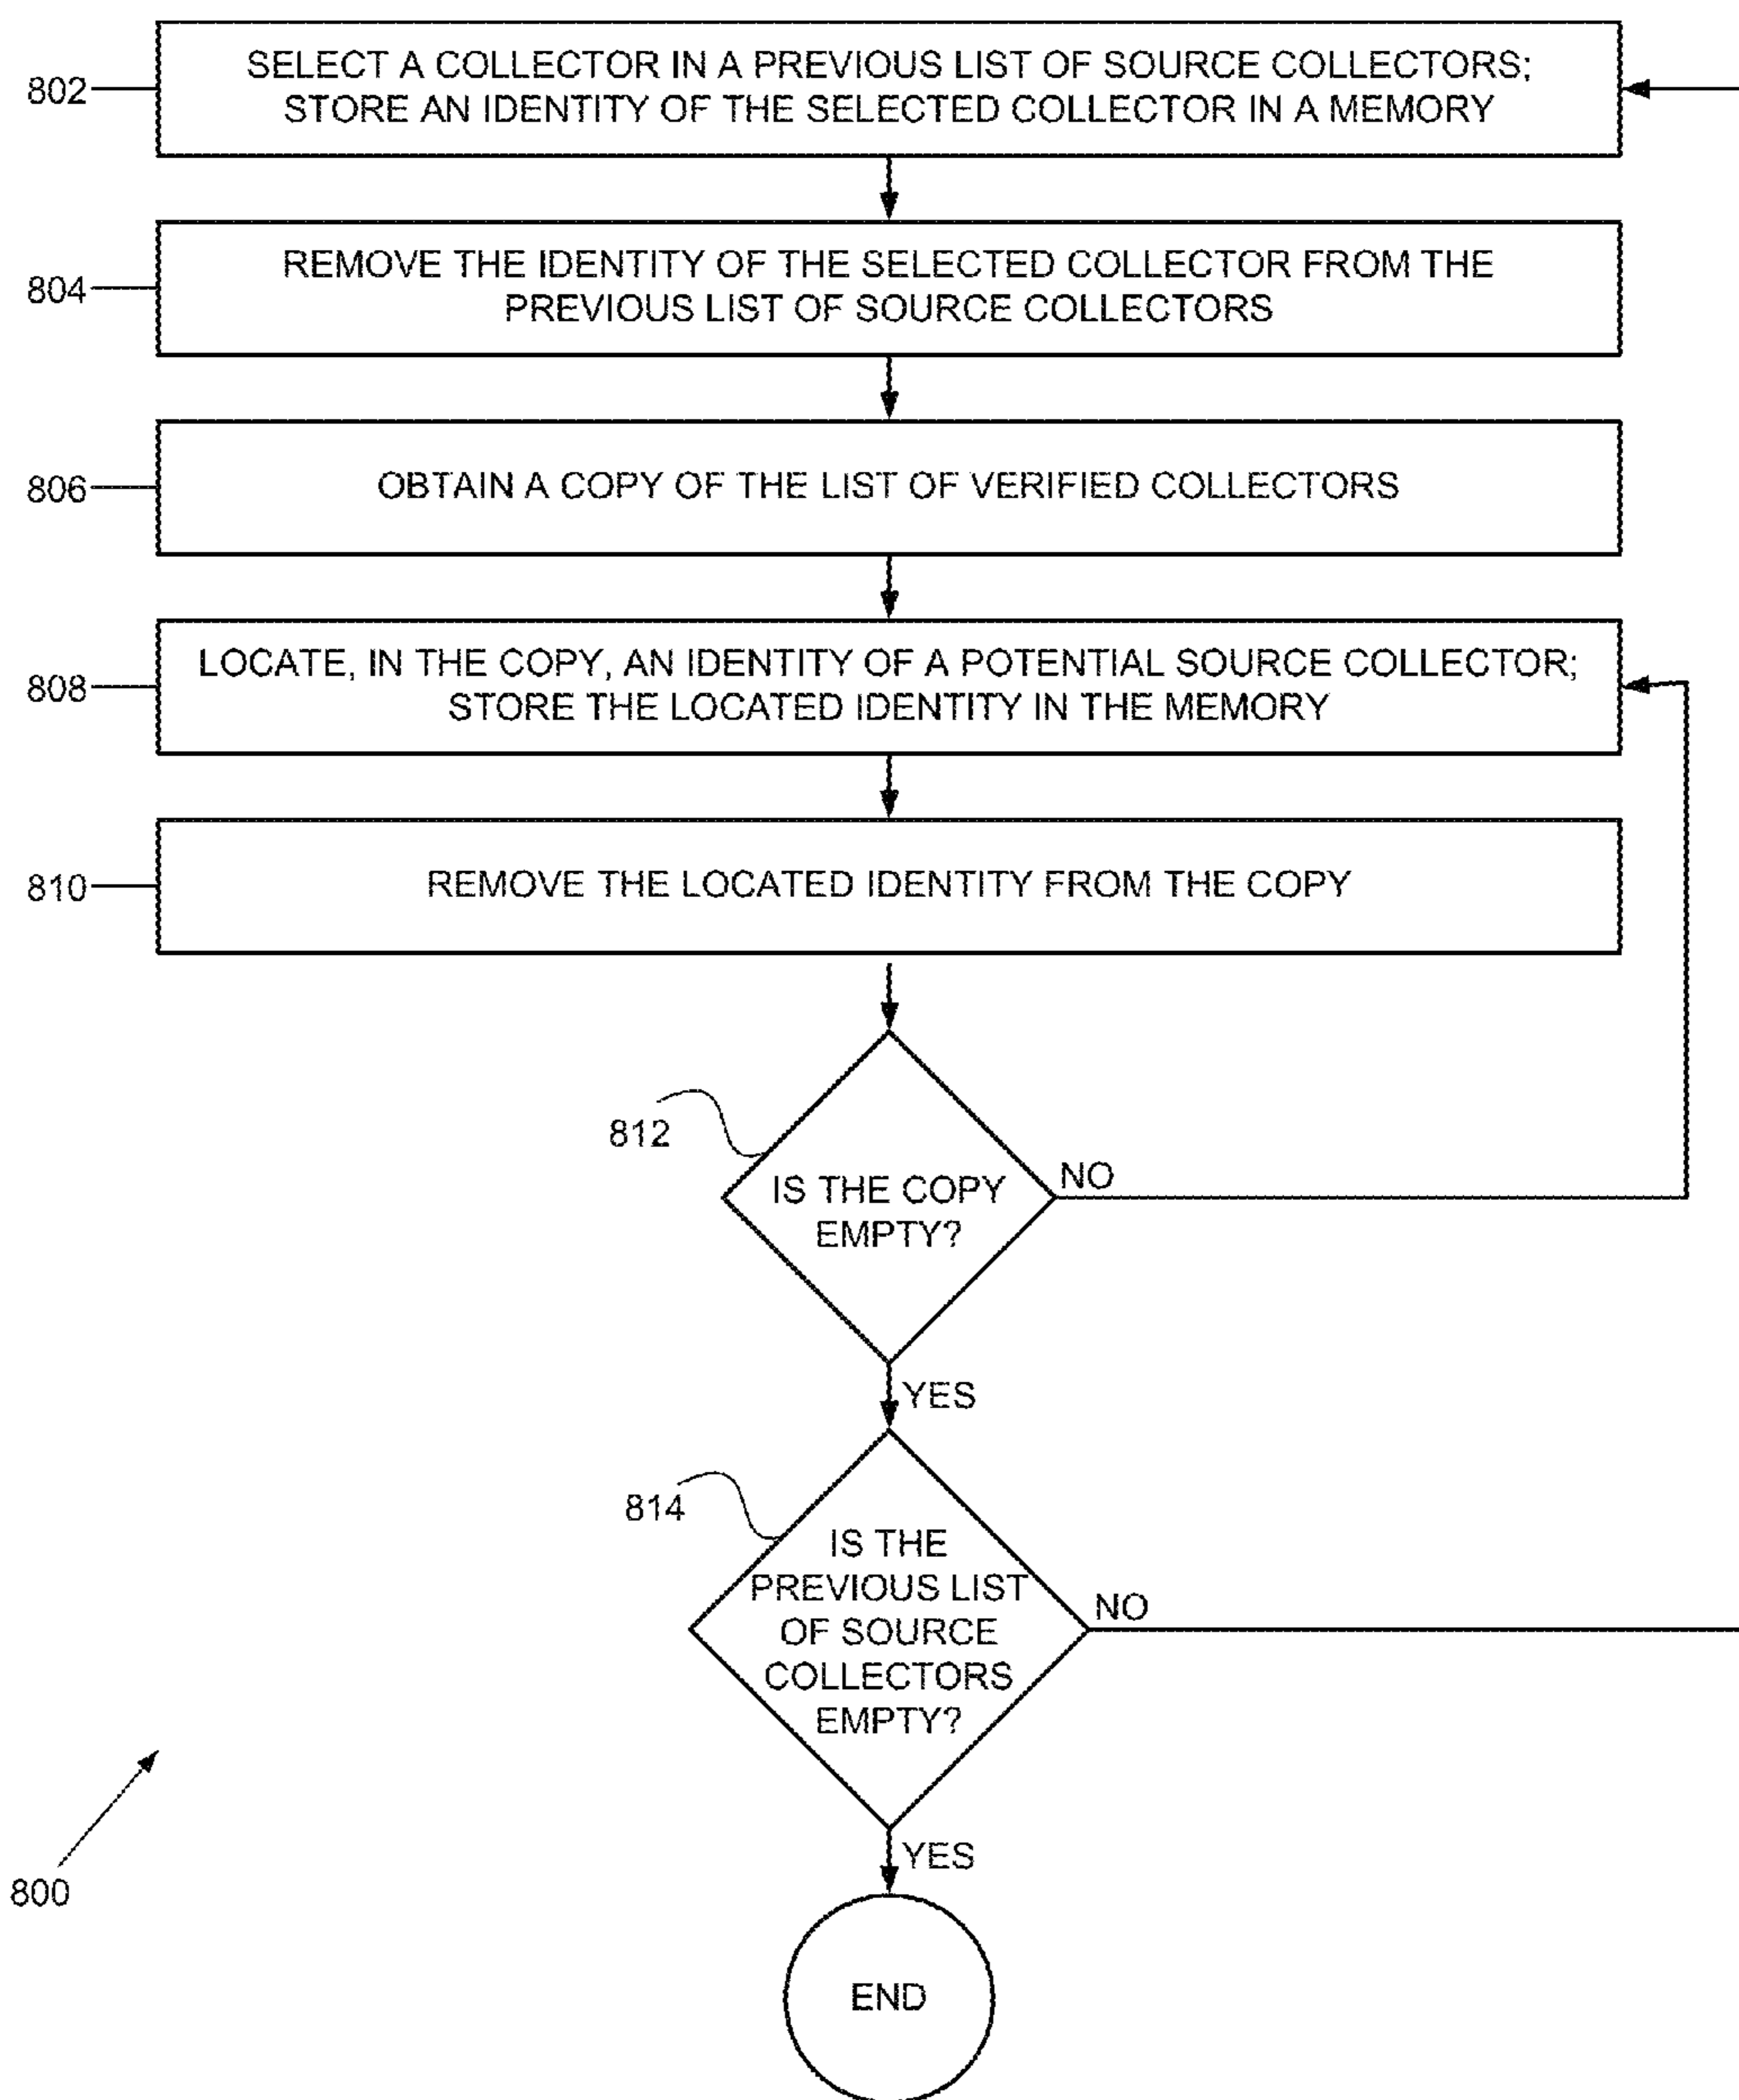 802
SELECT A COLLECTOR IN A PREVIOUS LIST OF SOURCE COLLECTORS;
STORE AN IDENTITY OF THE SELECTED COLLECTOR IN A MEMORY
804
REMOVE THE IDENTITY OF THE SELECTED COLLECTOR FROM THE
PREVIOUS LIST OF SOURCE COLLECTORS
806
OBTAIN A COPY OF THE LIST OF VERIFIED COLLECTORS
808
LOCATE, IN THE COPY, AN IDENTITY OF A POTENTIAL SOURCE COLLECTOR;
STORE THE LOCATED IDENTITY IN THE MEMORY
810
REMOVE THE LOCATED IDENTITY FROM THE COPY
812
IS THE COPY
EMPTY?
NO
YES
814
IS THE
PREVIOUS LIST
OF SOURCE
COLLECTORS
EMPTY?
NO
YES
800
END